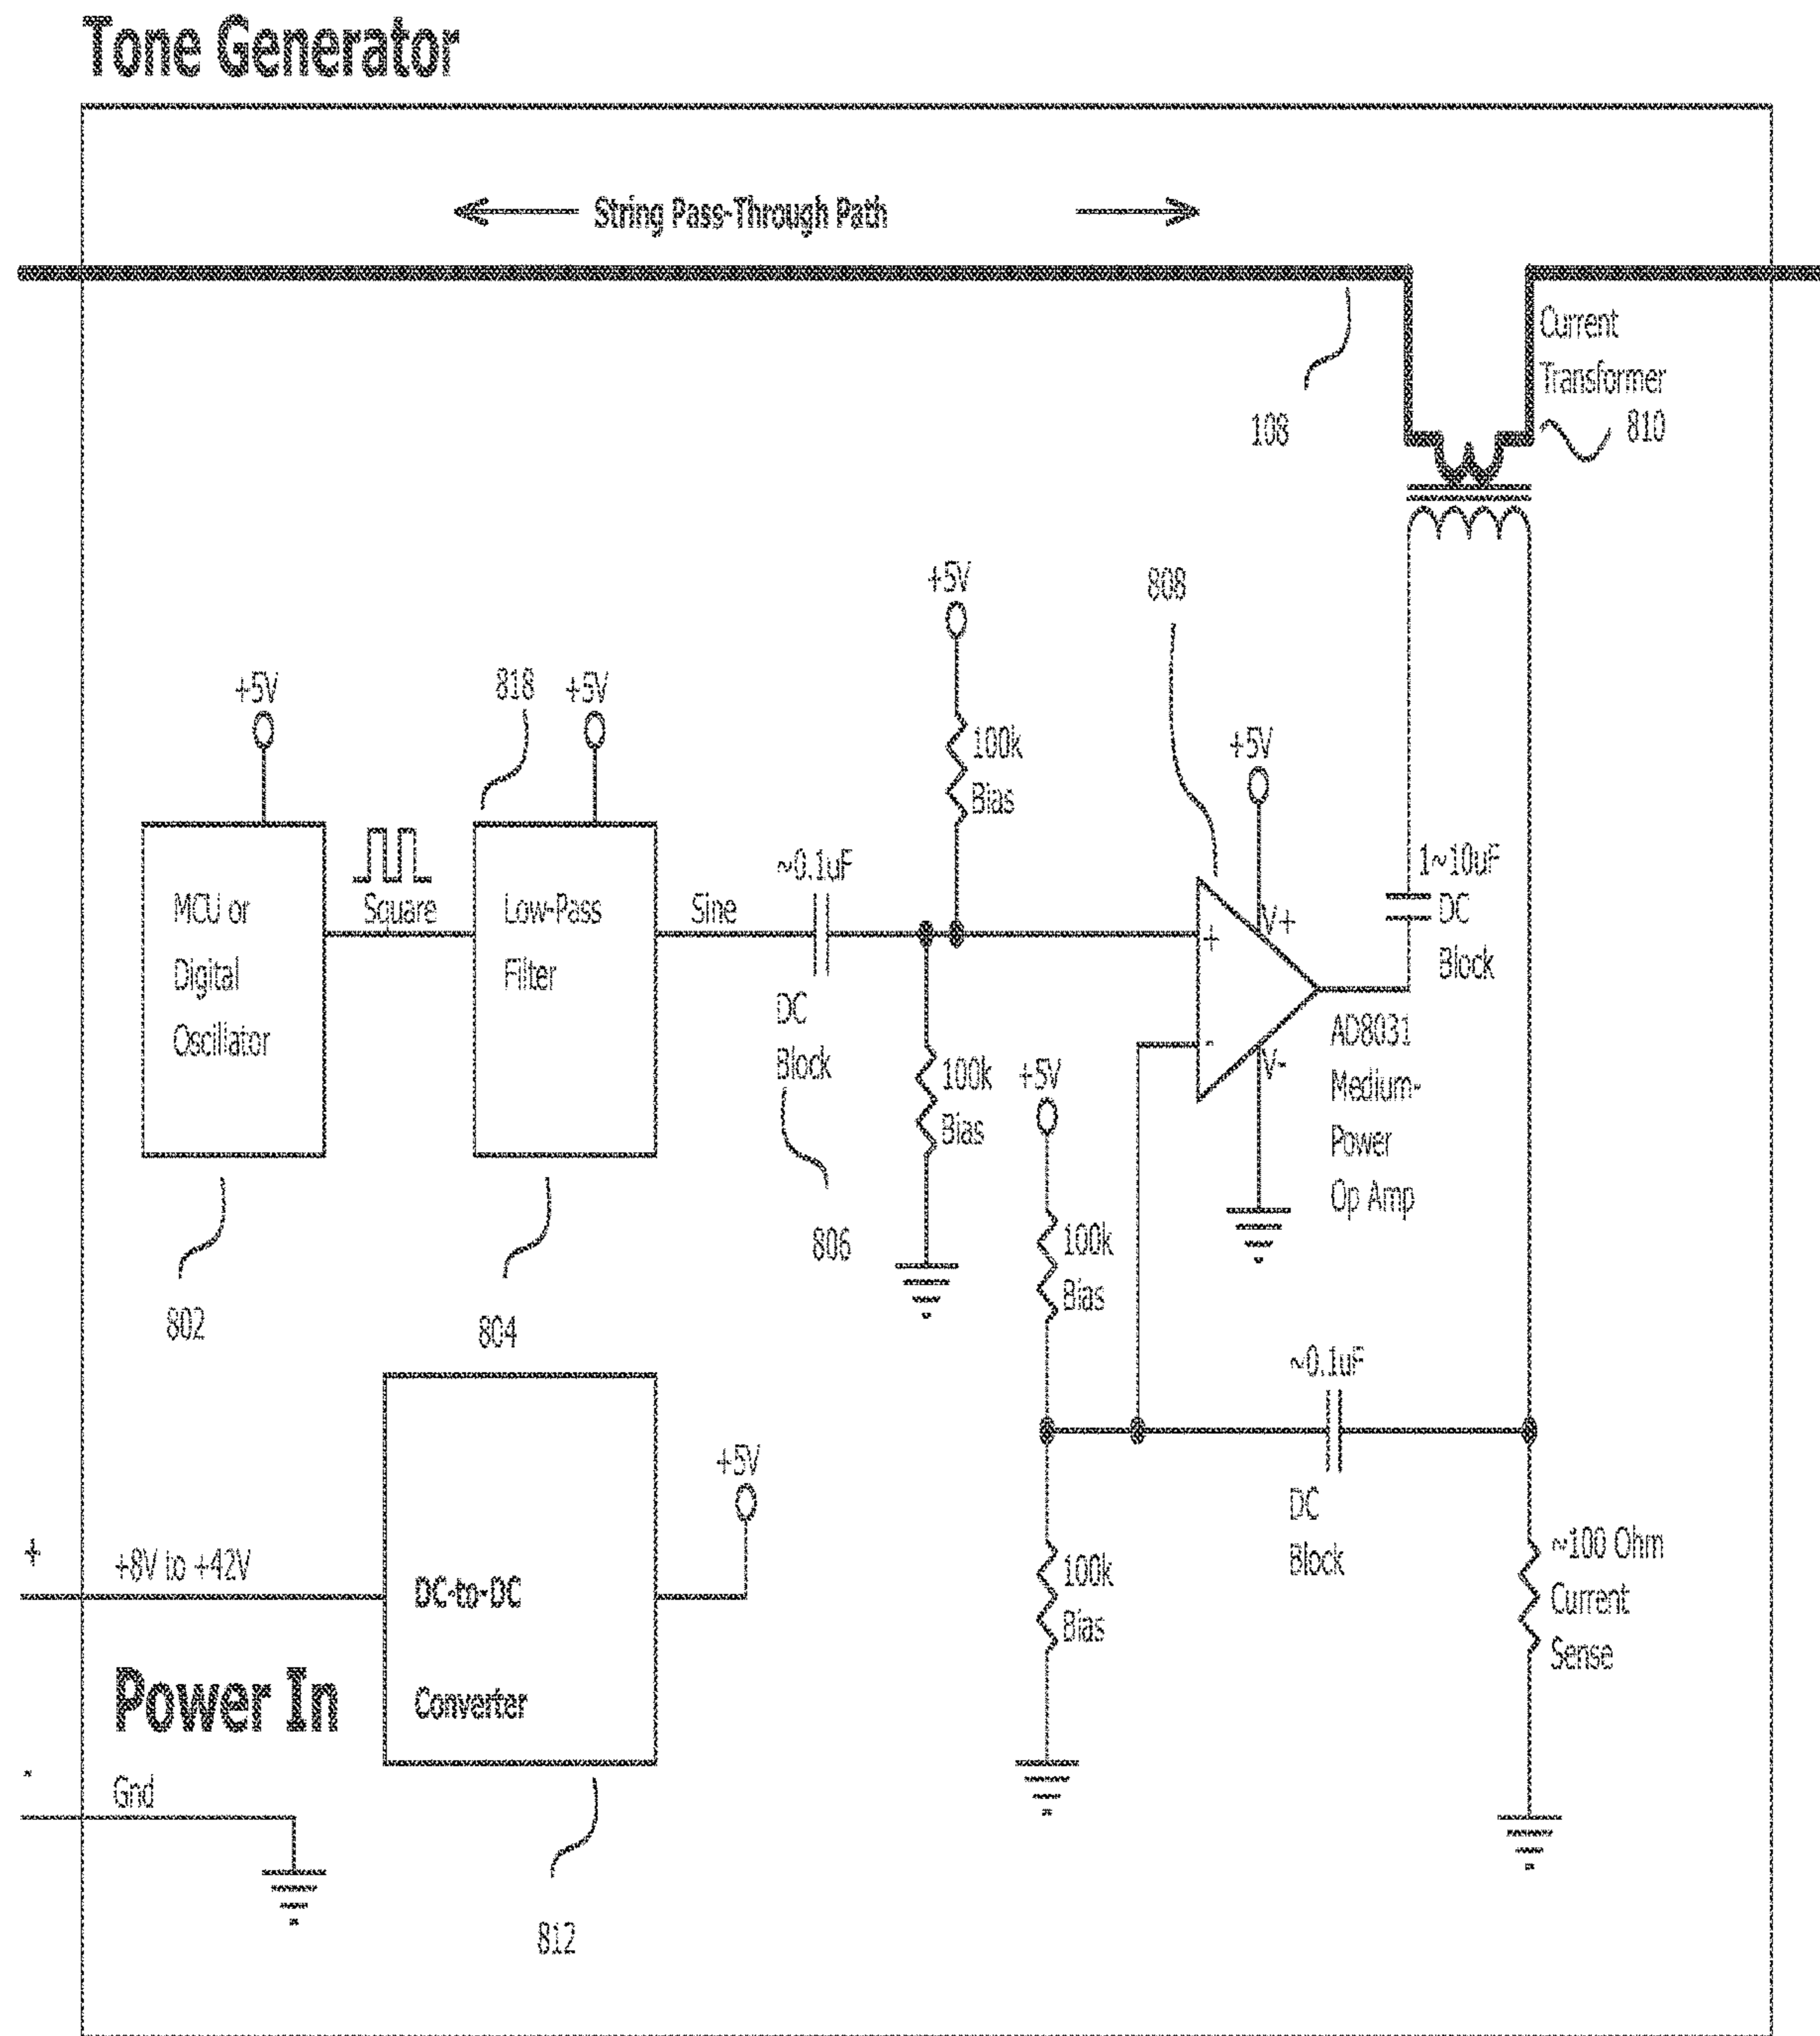 Tone Generator
String Pass-Through Path
Current
Transformer
810
108
+5V
808
818
+5V
+5V
100k
Bias
+5V
MCU or
Digital
Oscillator
Square
Low-Pass
Filter
Sine
~0.1uF
DC
Block
806
+
-
V+
V-
1~10uF
DC
Block
AD8031
Medium-
Power
Op Amp
100k
Bias
+5V
100k
Bias
802
804
~0.1uF
DC
Block
100k
Bias
~100 Ohm
Current
Sense
+5V
+
+8V to +42V
DC-to-DC
Converter
Power In
-
Gnd
812